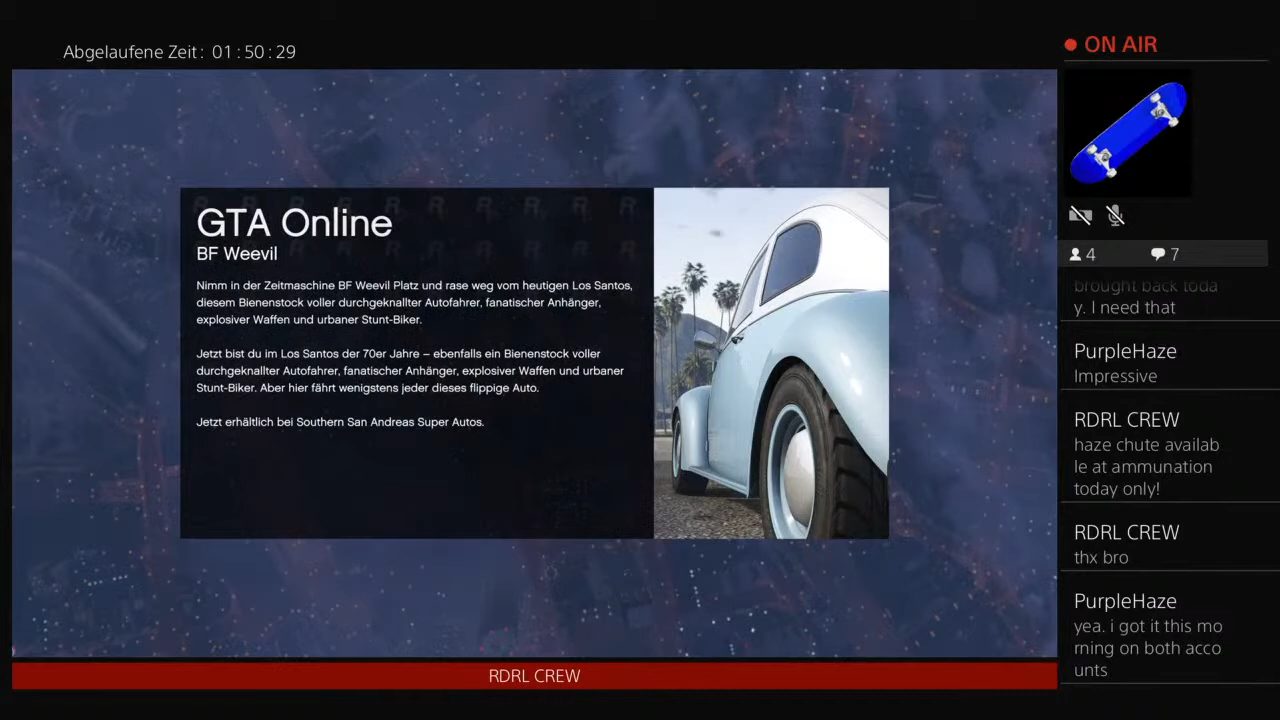 Abgelaufene Zeit: 01:50:29
ON AIR
4
7
GTA Online
BF Weevil
Nimm in der Zeitmaschine BF Weevil Platz und rase weg vom heutigen Los Santos,
diesem Bienenstock voller durchgeknallter Autofahrer, fanatischer Anhänger,
explosiver Waffen und urbaner Stunt-Biker.
Jetzt bist du im Los Santos der 70er Jahre – ebenfalls ein Bienenstock voller
durchgeknallter Autofahrer, fanatischer Anhänger, explosiver Waffen und urbaner
Stunt-Biker. Aber hier fährt wenigstens jeder dieses flippige Auto.
Jetzt erhältlich bei Southern San Andreas Super Autos.
brought back toda
y. I need that
PurpleHaze
Impressive
RDRL CREW
haze chute availab
le at ammunation
today only!
RDRL CREW
thx bro
PurpleHaze
yea. i got it this mo
rning on both acco
unts
RDRL CREW